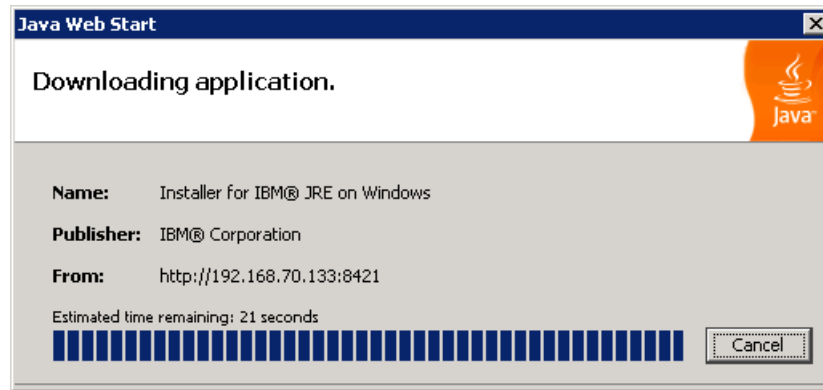 Java Web Start
Downloading application.
Java™
Name: Installer for IBM® JRE on Windows
Publisher: IBM® Corporation
From: http://192.168.70.133:8421
Estimated time remaining: 21 seconds
Cancel